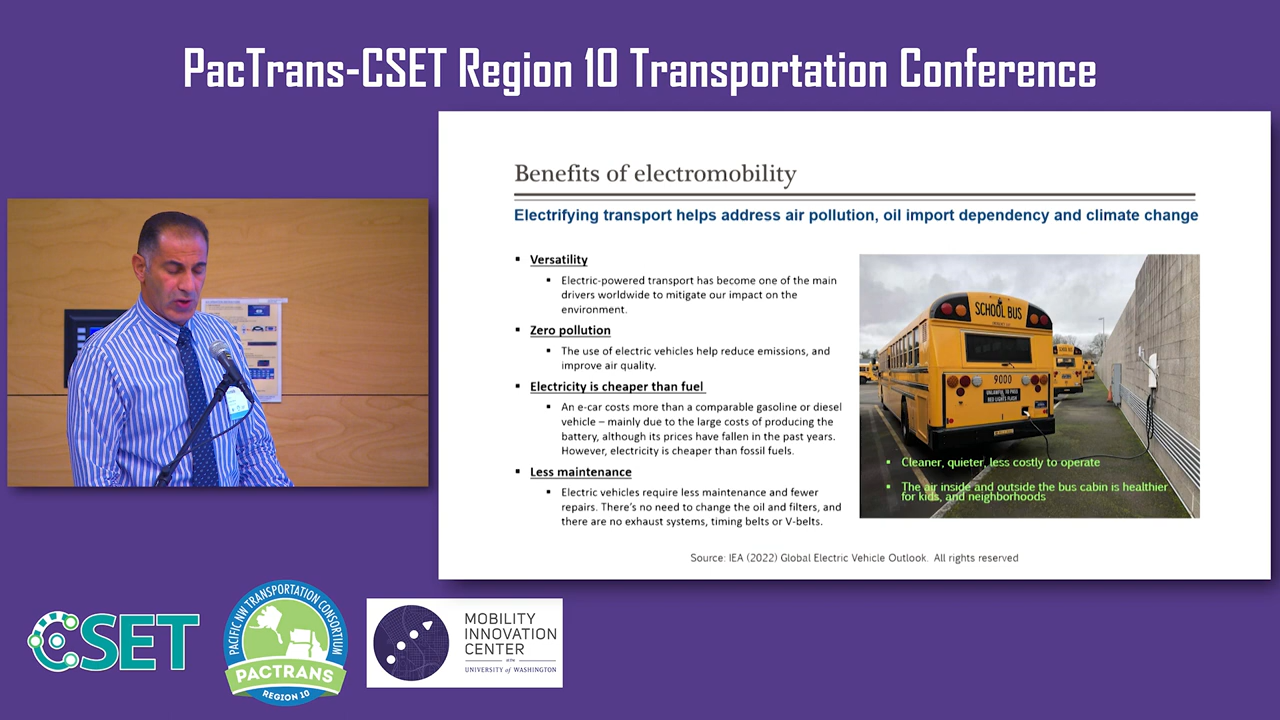 PacTrans-CSET Region 10 Transportation Conference
Benefits of electromobility
Electrifying transport helps address air pollution, oil import dependency and climate change
▪ Versatility
▪ Electric-powered transport has become one of the main
drivers worldwide to mitigate our impact on the
environment.
▪ Zero pollution
▪ The use of electric vehicles help reduce emissions, and
improve air quality.
▪ Electricity is cheaper than fuel
▪ An e-car costs more than a comparable gasoline or diesel
vehicle – mainly due to the large costs of producing the
battery, although its prices have fallen in the past years.
However, electricity is cheaper than fossil fuels.
▪ Less maintenance
▪ Electric vehicles require less maintenance and fewer
repairs. There's no need to change the oil and filters, and
there are no exhaust systems, timing belts or V-belts.
SCHOOL BUS
9000
UNLAWFUL TO PASS
RED LIGHTS FLASH
▪ Cleaner, quieter, less costly to operate
▪ The air inside and outside the bus cabin is healthier
for kids, and neighborhoods
Source: IEA (2022) Global Electric Vehicle Outlook. All rights reserved
CSET
PACIFIC NW TRANSPORTATION CONSORTIUM
PACTRANS
REGION 10
MOBILITY
INNOVATION
CENTER
at the
UNIVERSITY of WASHINGTON